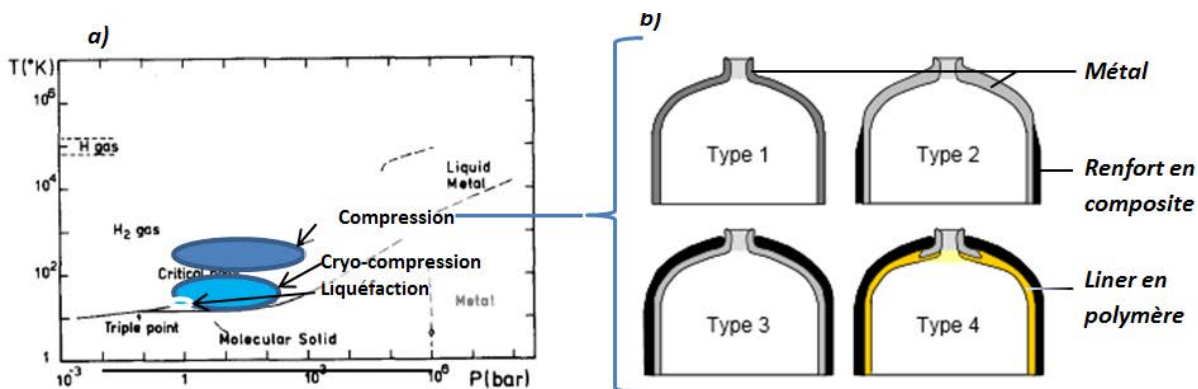 a)
T(°K)
10⁶
H gas
10⁴
Liquid
Metal
H₂ gas
Compression
Cryo-compression
10²
Liquéfaction
Metal
Triple point
Molecular Solid
1
10⁻³
1
10³
10⁶
P(bar)
b)
Type 1
Type 2
Type 3
Type 4
Métal
Renfort en
composite
Liner en
polymère